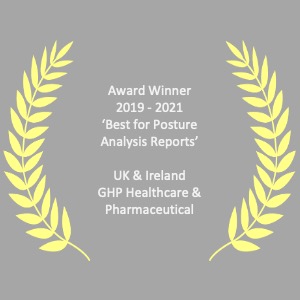 Award Winner
2019 - 2021
‘Best for Posture
Analysis Reports’
UK & Ireland
GHP Healthcare &
Pharmaceutical